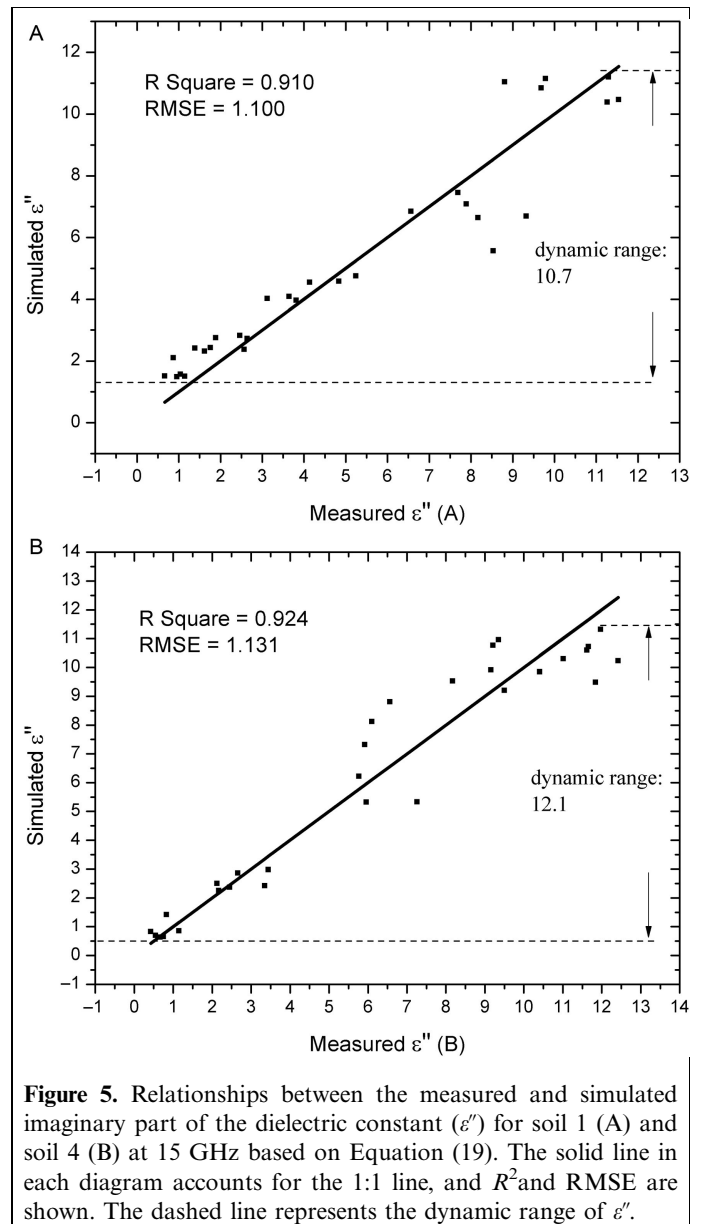 A
12
10
8
6
4
2
0
R Square = 0.910
RMSE = 1.100
dynamic range:
10.7
Simulated ε"
–1 0 1 2 3 4 5 6 7 8 9 10 11 12 13
Measured ε" (A)
B
14
13
12
11
10
9
8
7
6
5
4
3
2
1
0
–1
R Square = 0.924
RMSE = 1.131
dynamic range:
12.1
Simulated ε"
–1 0 1 2 3 4 5 6 7 8 9 10 11 12 13 14
Measured ε" (B)
Figure 5. Relationships between the measured and simulated
imaginary part of the dielectric constant (ε″) for soil 1 (A) and
soil 4 (B) at 15 GHz based on Equation (19). The solid line in
each diagram accounts for the 1:1 line, and R²and RMSE are
shown. The dashed line represents the dynamic range of ε″.